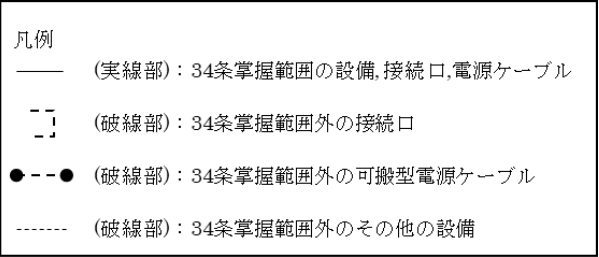 凡例
(実線部)：34条掌握範囲の設備,接続口,電源ケーブル
(破線部)：34条掌握範囲外の接続口
(破線部)：34条掌握範囲外の可搬型電源ケーブル
(破線部)：34条掌握範囲外のその他の設備